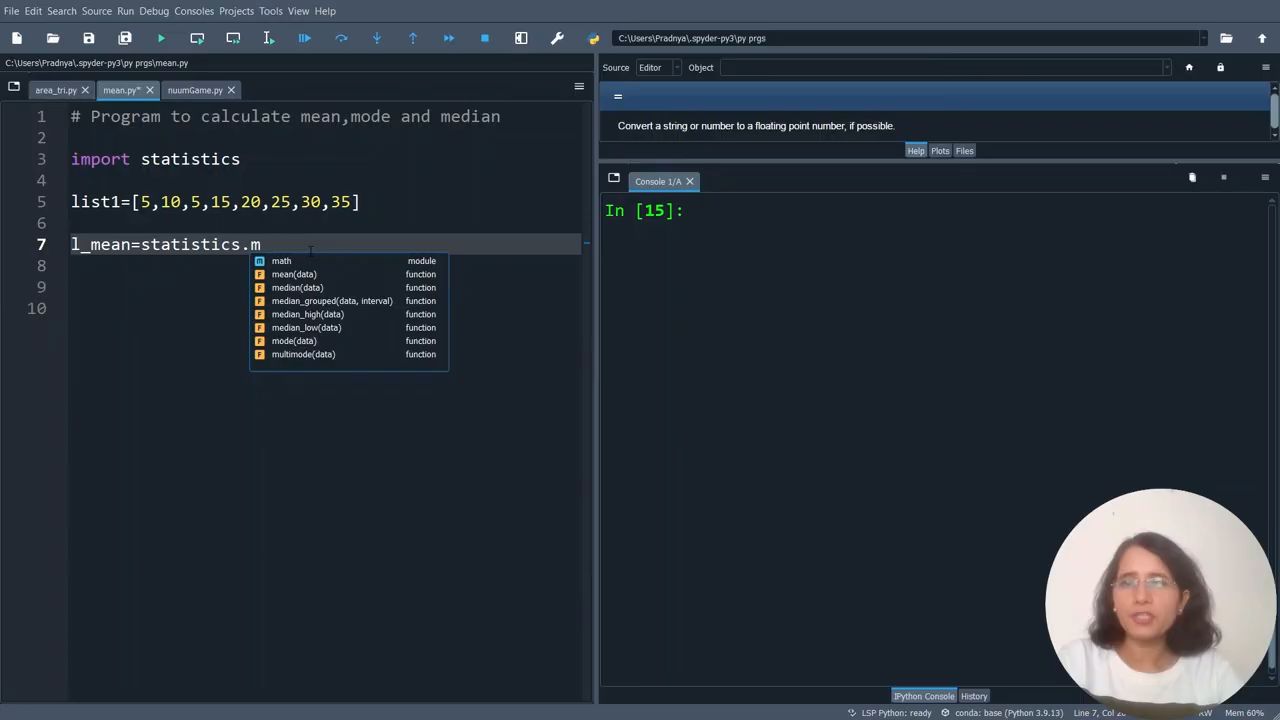 File Edit Search Source Run Debug Consoles Projects Tools View Help
C:\Users\Pradnya\.spyder-py3\py prgs
C:\Users\Pradnya\.spyder-py3\py prgs\mean.py
Source Editor Object
area_tri.py mean.py* nuumGame.py
=
1 # Program to calculate mean,mode and median
Convert a string or number to a floating point number, if possible.
2
Help Plots Files
3 import statistics
4
Console 1/A
5 list1=[5,10,5,15,20,25,30,35]
In [15]:
6
7 l_mean=statistics.m
math module
8
mean(data) function
9
median(data) function
median_grouped(data, interval) function
10
median_high(data) function
median_low(data) function
mode(data) function
multimode(data) function
IPython Console History
LSP Python: ready conda: base (Python 3.9.13) Line 7, Col RW Mem 60%